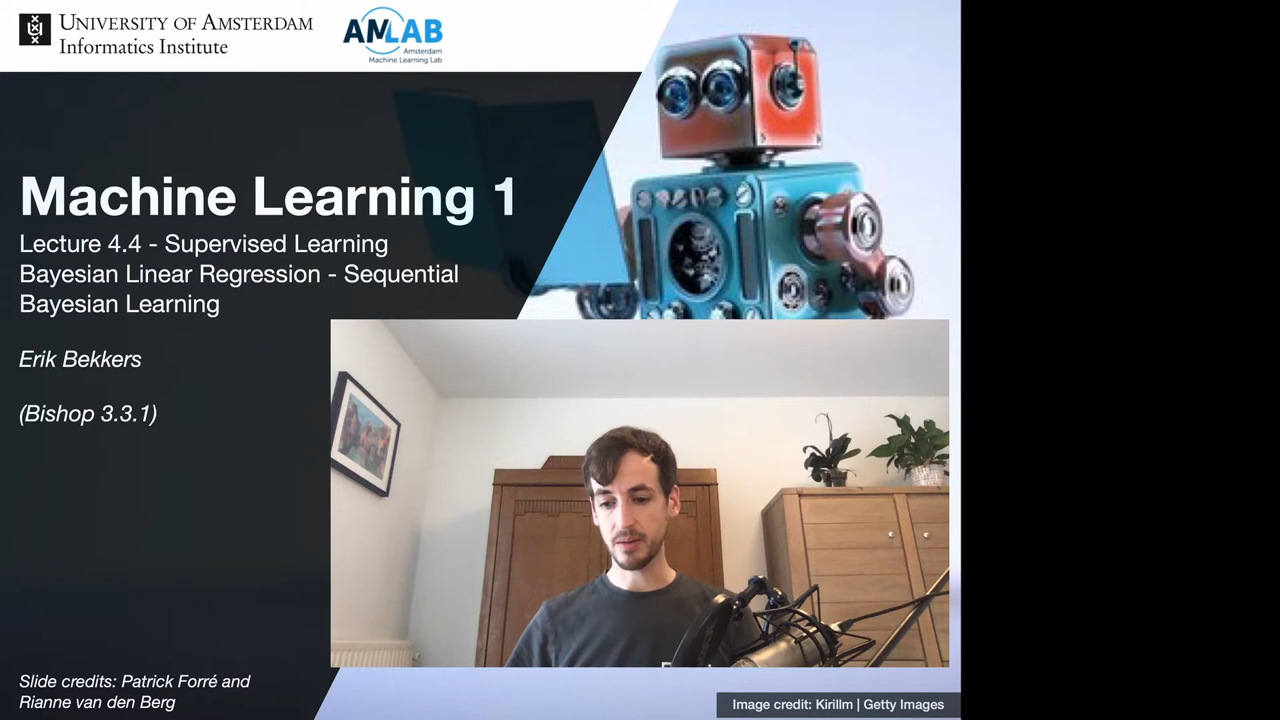 UNIVERSITY OF AMSTERDAM
Informatics Institute
AMLAB
Amsterdam
Machine Learning Lab
Machine Learning 1
Lecture 4.4 - Supervised Learning
Bayesian Linear Regression - Sequential
Bayesian Learning
Erik Bekkers
(Bishop 3.3.1)
Slide credits: Patrick Forré and
Rianne van den Berg
Image credit: Kirillm | Getty Images